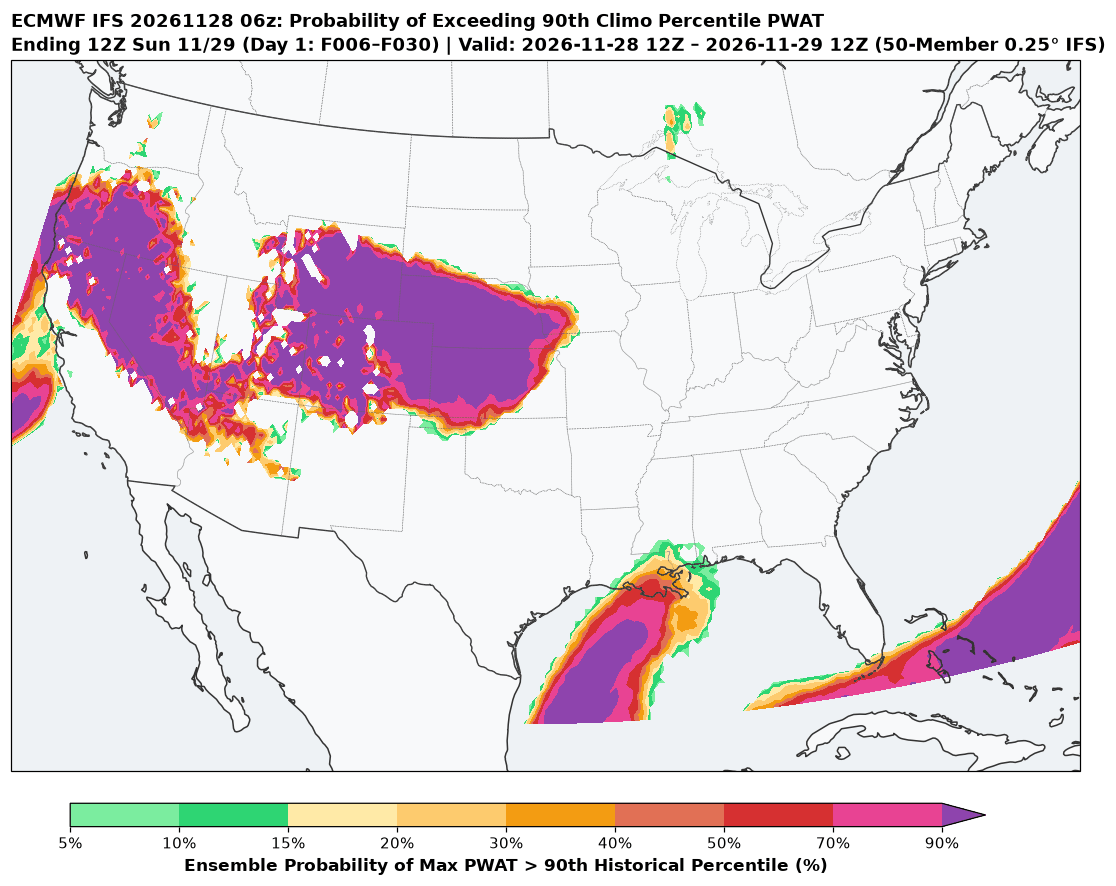 ECMWF IFS 20261128 06z: Probability of Exceeding 90th Climo Percentile PWAT
Ending 12Z Sun 11/29 (Day 1: F006–F030) | Valid: 2026-11-28 12Z – 2026-11-29 12Z (50-Member 0.25° IFS)
5% 10% 15% 20% 30% 40% 50% 70% 90%
Ensemble Probability of Max PWAT > 90th Historical Percentile (%)